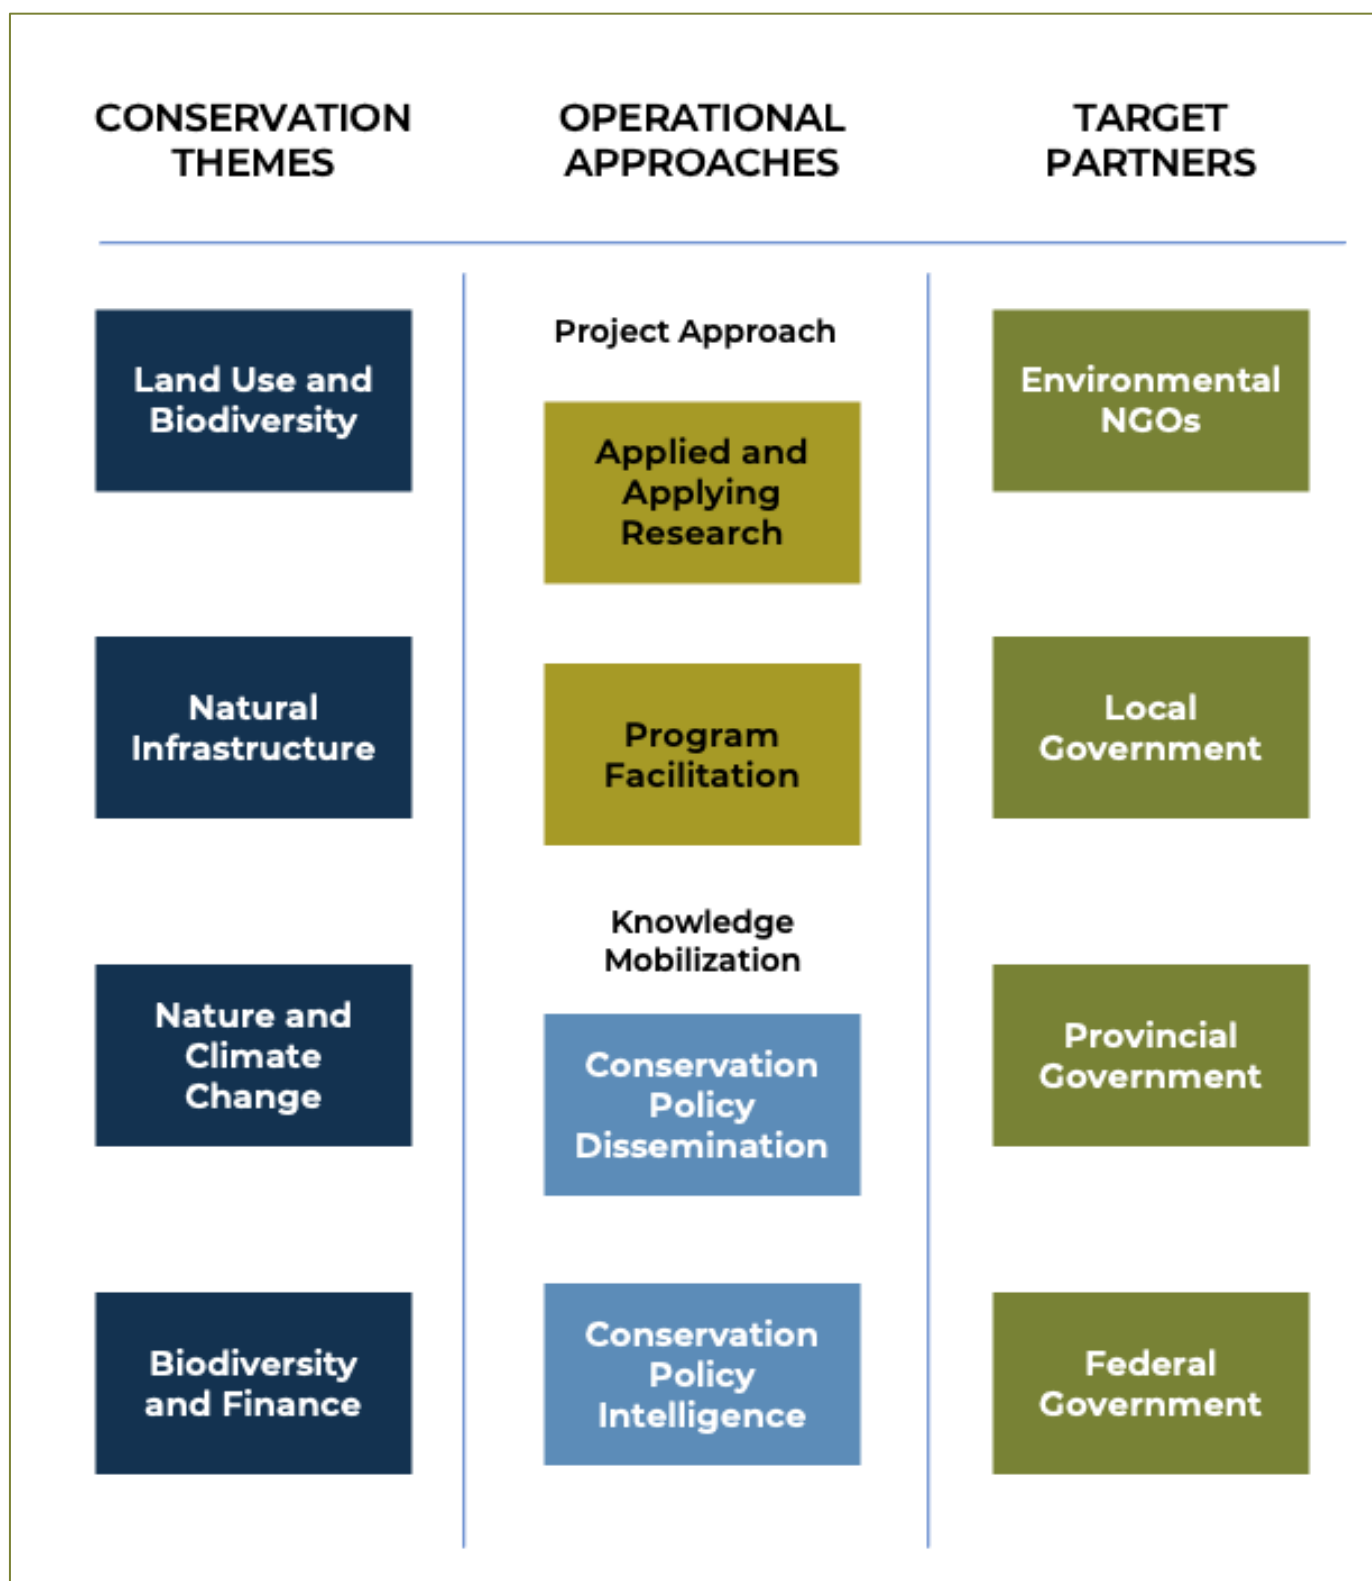 CONSERVATION
THEMES
OPERATIONAL
APPROACHES
TARGET
PARTNERS
Land Use and
Biodiversity
Natural
Infrastructure
Nature and
Climate
Change
Biodiversity
and Finance
Project Approach
Applied and
Applying
Research
Program
Facilitation
Knowledge
Mobilization
Conservation
Policy
Dissemination
Conservation
Policy
Intelligence
Environmental
NGOs
Local
Government
Provincial
Government
Federal
Government